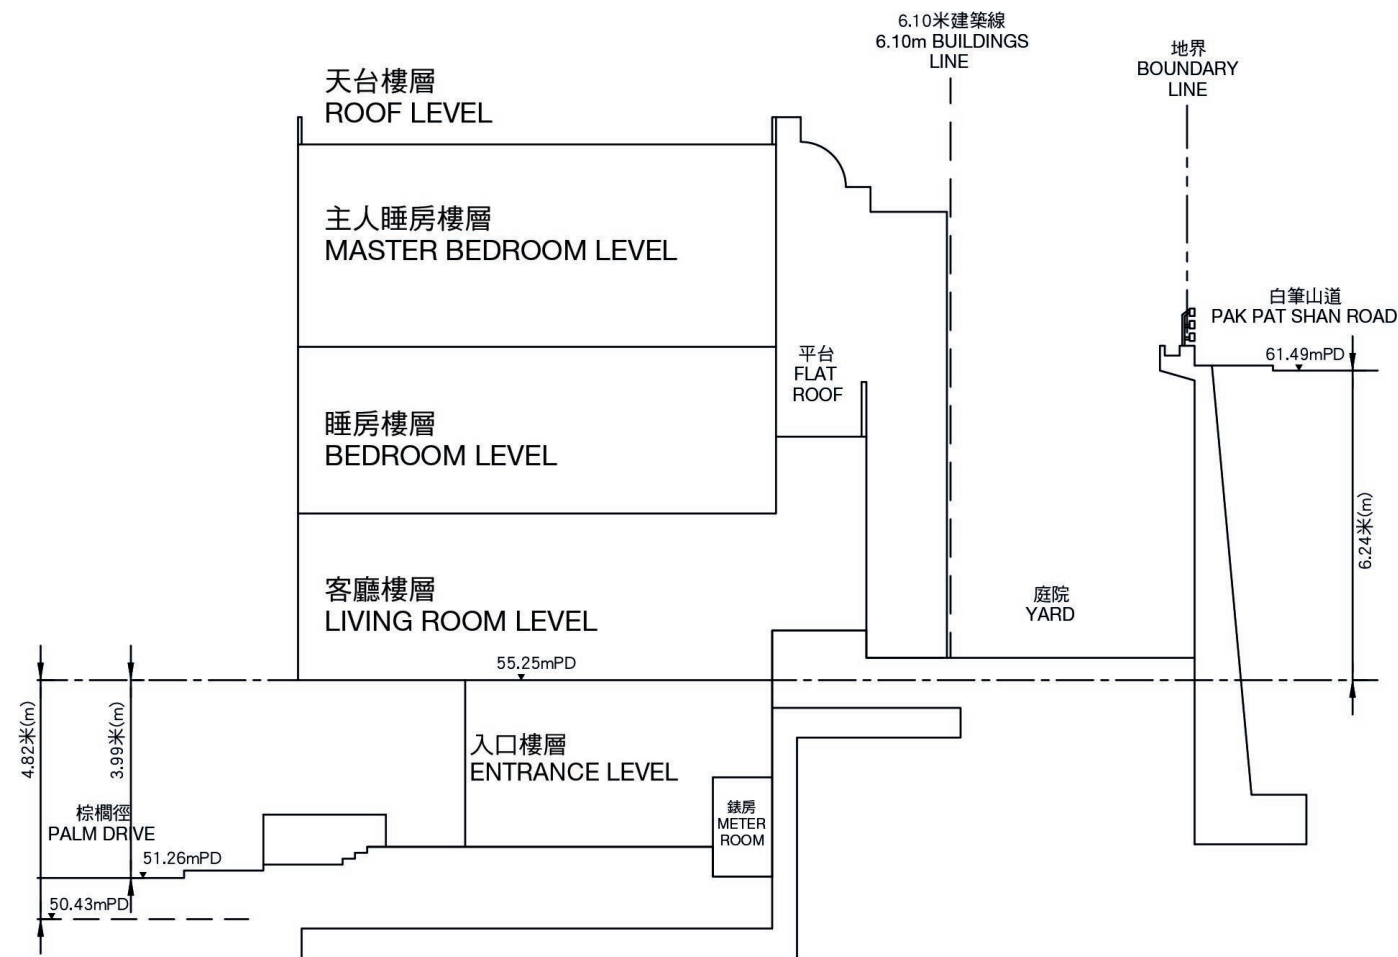 6.10米建築線
6.10m BUILDINGS
LINE
地界
BOUNDARY
LINE
天台樓層
ROOF LEVEL
主人睡房樓層
MASTER BEDROOM LEVEL
白筆山道
PAK PAT SHAN ROAD
61.49mPD
平台
FLAT
ROOF
睡房樓層
BEDROOM LEVEL
6.24米(m)
客廳樓層
LIVING ROOM LEVEL
庭院
YARD
55.25mPD
4.82米(m)
3.99米(m)
入口樓層
ENTRANCE LEVEL
錶房
METER
ROOM
棕櫚徑
PALM DRIVE
51.26mPD
50.43mPD